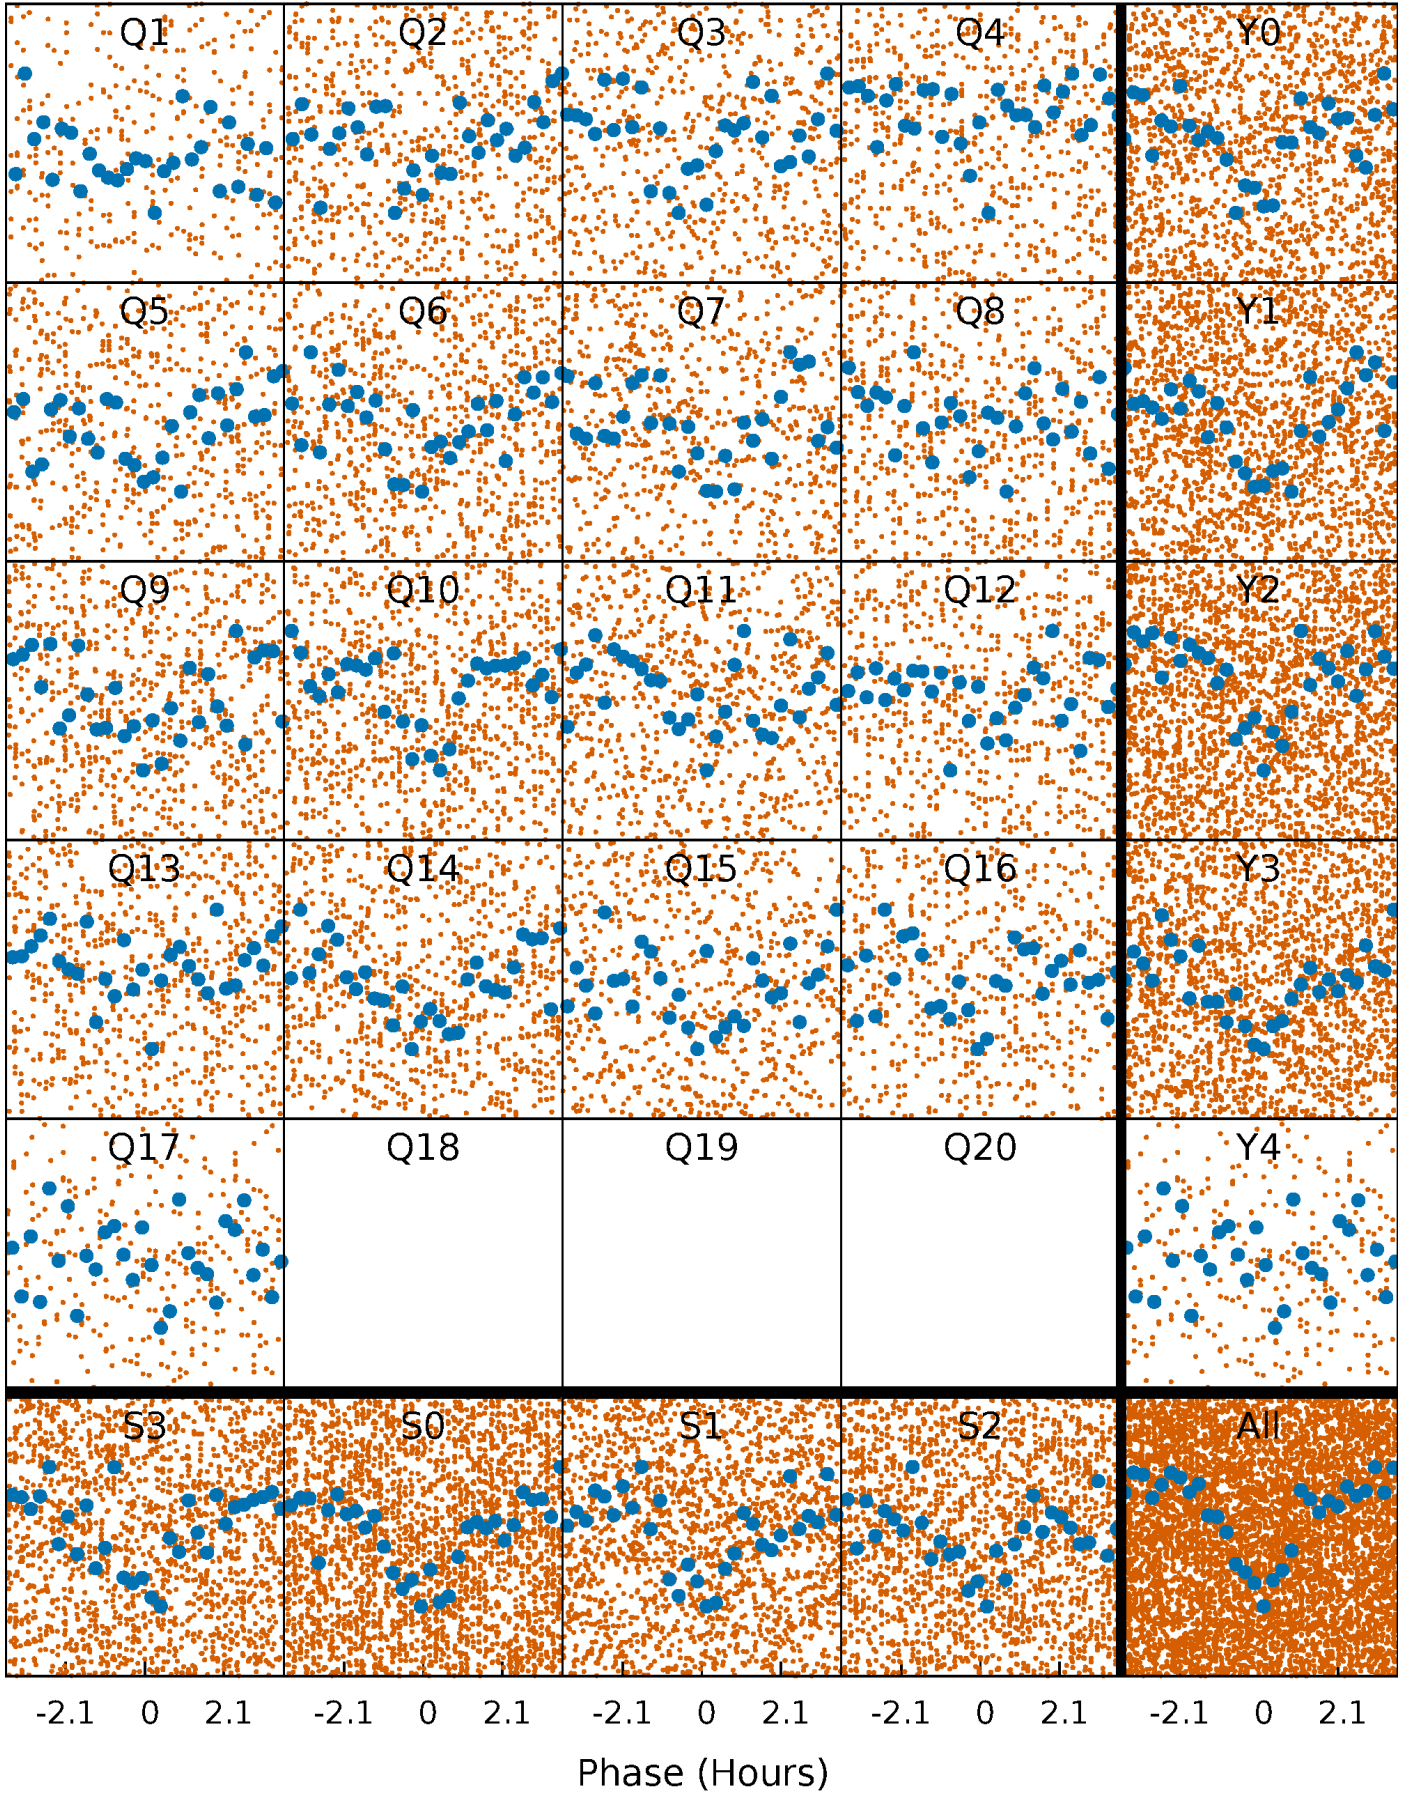 Q1 Q2 Q3 Q4 Y0
Q5 Q6 Q7 Q8 Y1
Q9 Q10 Q11 Q12 Y2
Q13 Q14 Q15 Q16 Y3
Q17 Q18 Q19 Q20 Y4
S3 S0 S1 S2 All
-2.1 0 2.1 -2.1 0 2.1 -2.1 0 2.1 -2.1 0 2.1 -2.1 0 2.1
Phase (Hours)